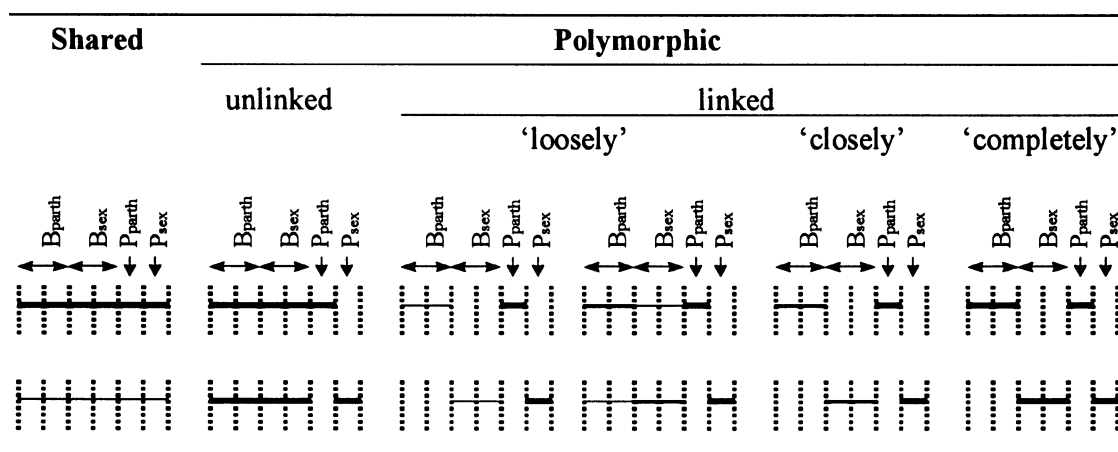 Shared Polymorphic
unlinked linked
'loosely' 'closely' 'completely'
Bparth Bsex Pparth Psex Bparth Bsex Pparth Psex Bparth Bsex Pparth Psex Bparth Bsex Pparth Psex Bparth Bsex Pparth Psex Bparth Bsex Pparth Psex